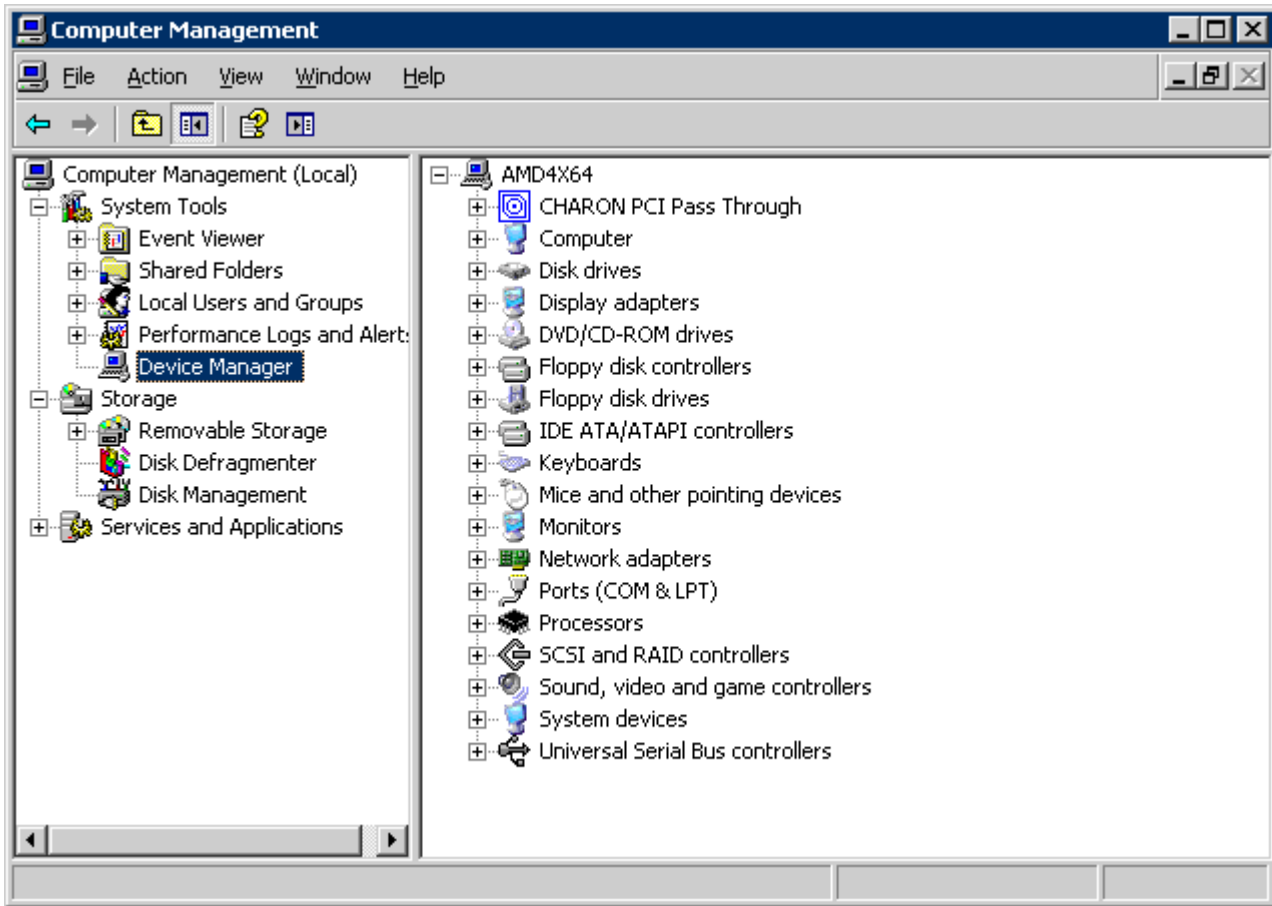 Computer Management
File Action View Window Help
Computer Management (Local)
System Tools
Event Viewer
Shared Folders
Local Users and Groups
Performance Logs and Alert
Device Manager
Storage
Removable Storage
Disk Defragmenter
Disk Management
Services and Applications
AMD4X64
CHARON PCI Pass Through
Computer
Disk drives
Display adapters
DVD/CD-ROM drives
Floppy disk controllers
Floppy disk drives
IDE ATA/ATAPI controllers
Keyboards
Mice and other pointing devices
Monitors
Network adapters
Ports (COM & LPT)
Processors
SCSI and RAID controllers
Sound, video and game controllers
System devices
Universal Serial Bus controllers